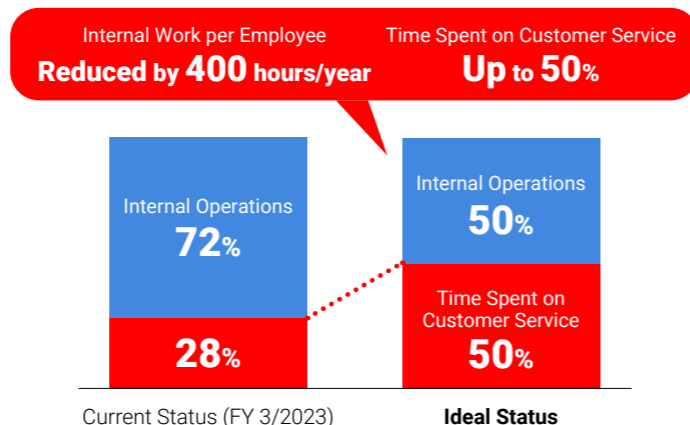 Internal Work per Employee
Reduced by 400 hours/year
Time Spent on Customer Service
Up to 50%
Internal Operations
72%
28%
Internal Operations
50%
Time Spent on
Customer Service
50%
Current Status (FY 3/2023)
Ideal Status